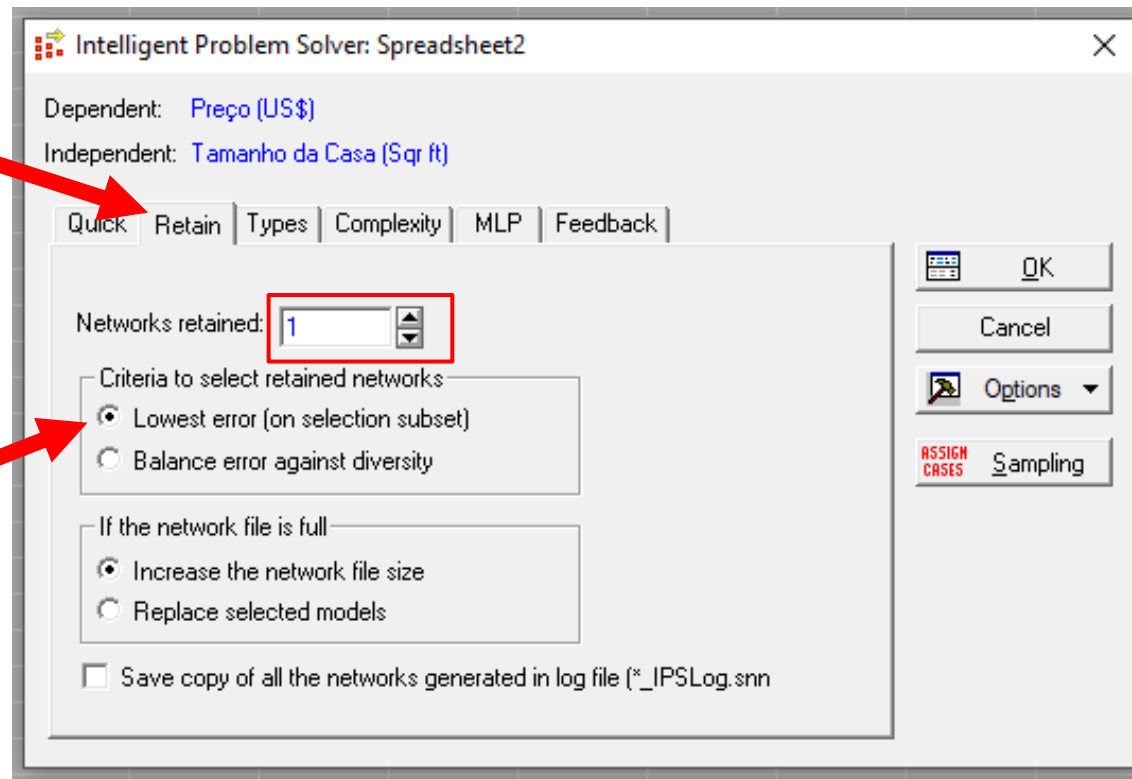 Intelligent Problem Solver: Spreadsheet2
Dependent: Preço (US$)
Independent: Tamanho da Casa (Sqr ft)
Quick Retain Types Complexity MLP Feedback
Networks retained: 1
Criteria to select retained networks
Lowest error (on selection subset)
Balance error against diversity
If the network file is full
Increase the network file size
Replace selected models
Save copy of all the networks generated in log file (*_IPSLog.snn
OK
Cancel
Options
ASSIGN CASES Sampling